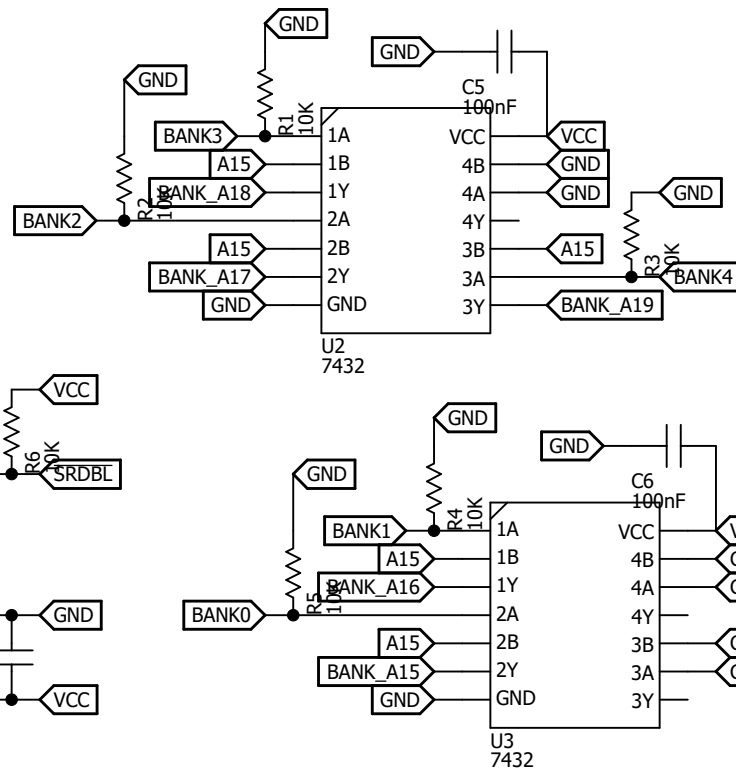 GND
GND
GND
C5
100nF
R1
10K
BANK3
1A
VCC
VCC
A15
1B
4B
GND
BANK_A18
1Y
4A
GND
GND
R2
10K
BANK2
2A
4Y
A15
2B
3B
A15
R3
10K
BANK_A17
2Y
3A
BANK4
GND
GND
3Y
BANK_A19
U2
7432
VCC
GND
GND
R6
10K
SRDBL
GND
C6
100nF
R4
10K
BANK1
1A
VCC
A15
1B
4B
BANK_A16
1Y
4A
R5
10K
BANK0
2A
4Y
GND
A15
2B
3B
BANK_A15
2Y
3A
VCC
GND
GND
3Y
U3
7432